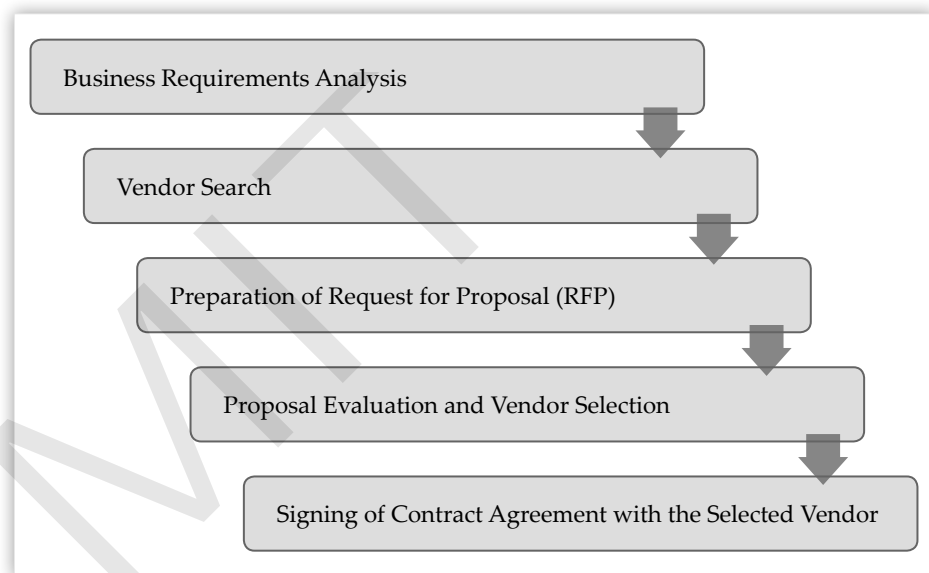 Business Requirements Analysis
Vendor Search
Preparation of Request for Proposal (RFP)
Proposal Evaluation and Vendor Selection
Signing of Contract Agreement with the Selected Vendor
MIT